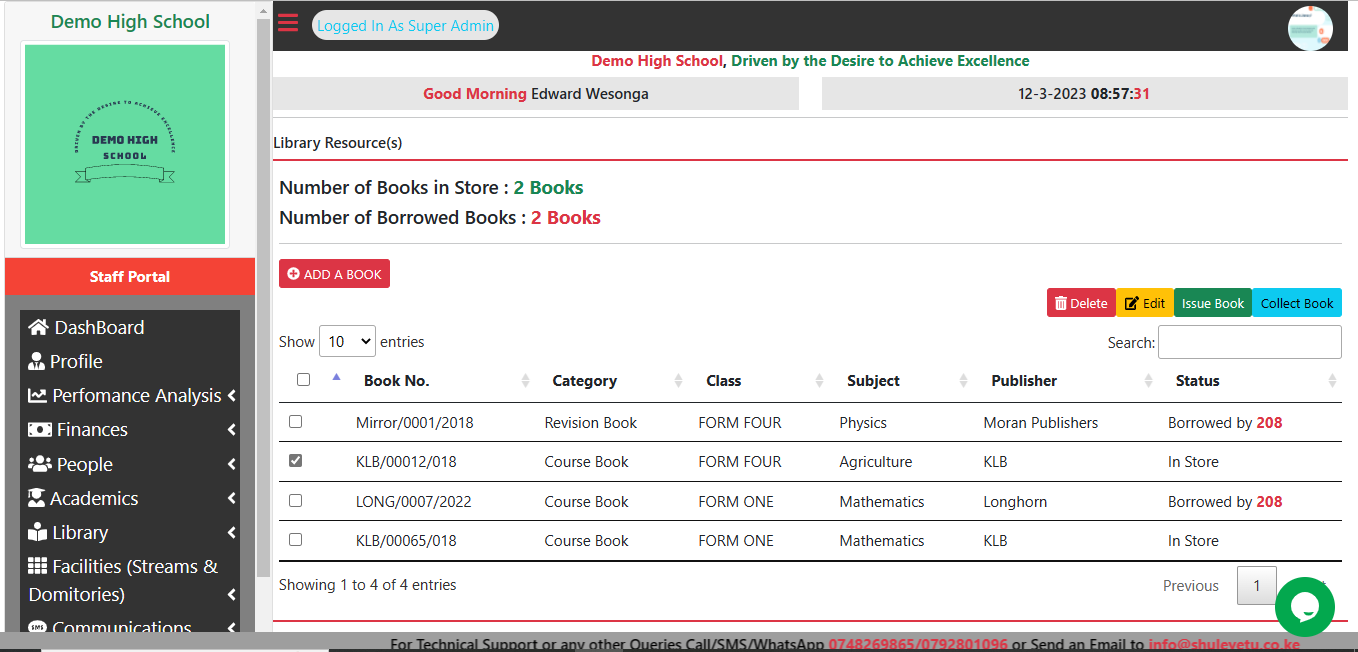 Demo High School
DRIVEN BY THE DESIRE TO ACHIEVE EXCELLENCE
DEMO HIGH
SCHOOL
Staff Portal
DashBoard
Profile
Perfomance Analysis
Finances
People
Academics
Library
Facilities (Streams &
Domitories)
SMS Communications
Logged In As Super Admin
Demo High School, Driven by the Desire to Achieve Excellence
Good Morning Edward Wesonga
12-3-2023 08:57:31
Library Resource(s)
Number of Books in Store : 2 Books
Number of Borrowed Books : 2 Books
ADD A BOOK
Delete Edit Issue Book Collect Book
Show 10 entries Search:
Book No. Category Class Subject Publisher Status
Mirror/0001/2018 Revision Book FORM FOUR Physics Moran Publishers Borrowed by 208
KLB/00012/018 Course Book FORM FOUR Agriculture KLB In Store
LONG/0007/2022 Course Book FORM ONE Mathematics Longhorn Borrowed by 208
KLB/00065/018 Course Book FORM ONE Mathematics KLB In Store
Showing 1 to 4 of 4 entries Previous 1
For Technical Support or any other Queries Call/SMS/WhatsApp 0748269865/0792801096 or Send an Email to info@shuleyetu.co.ke